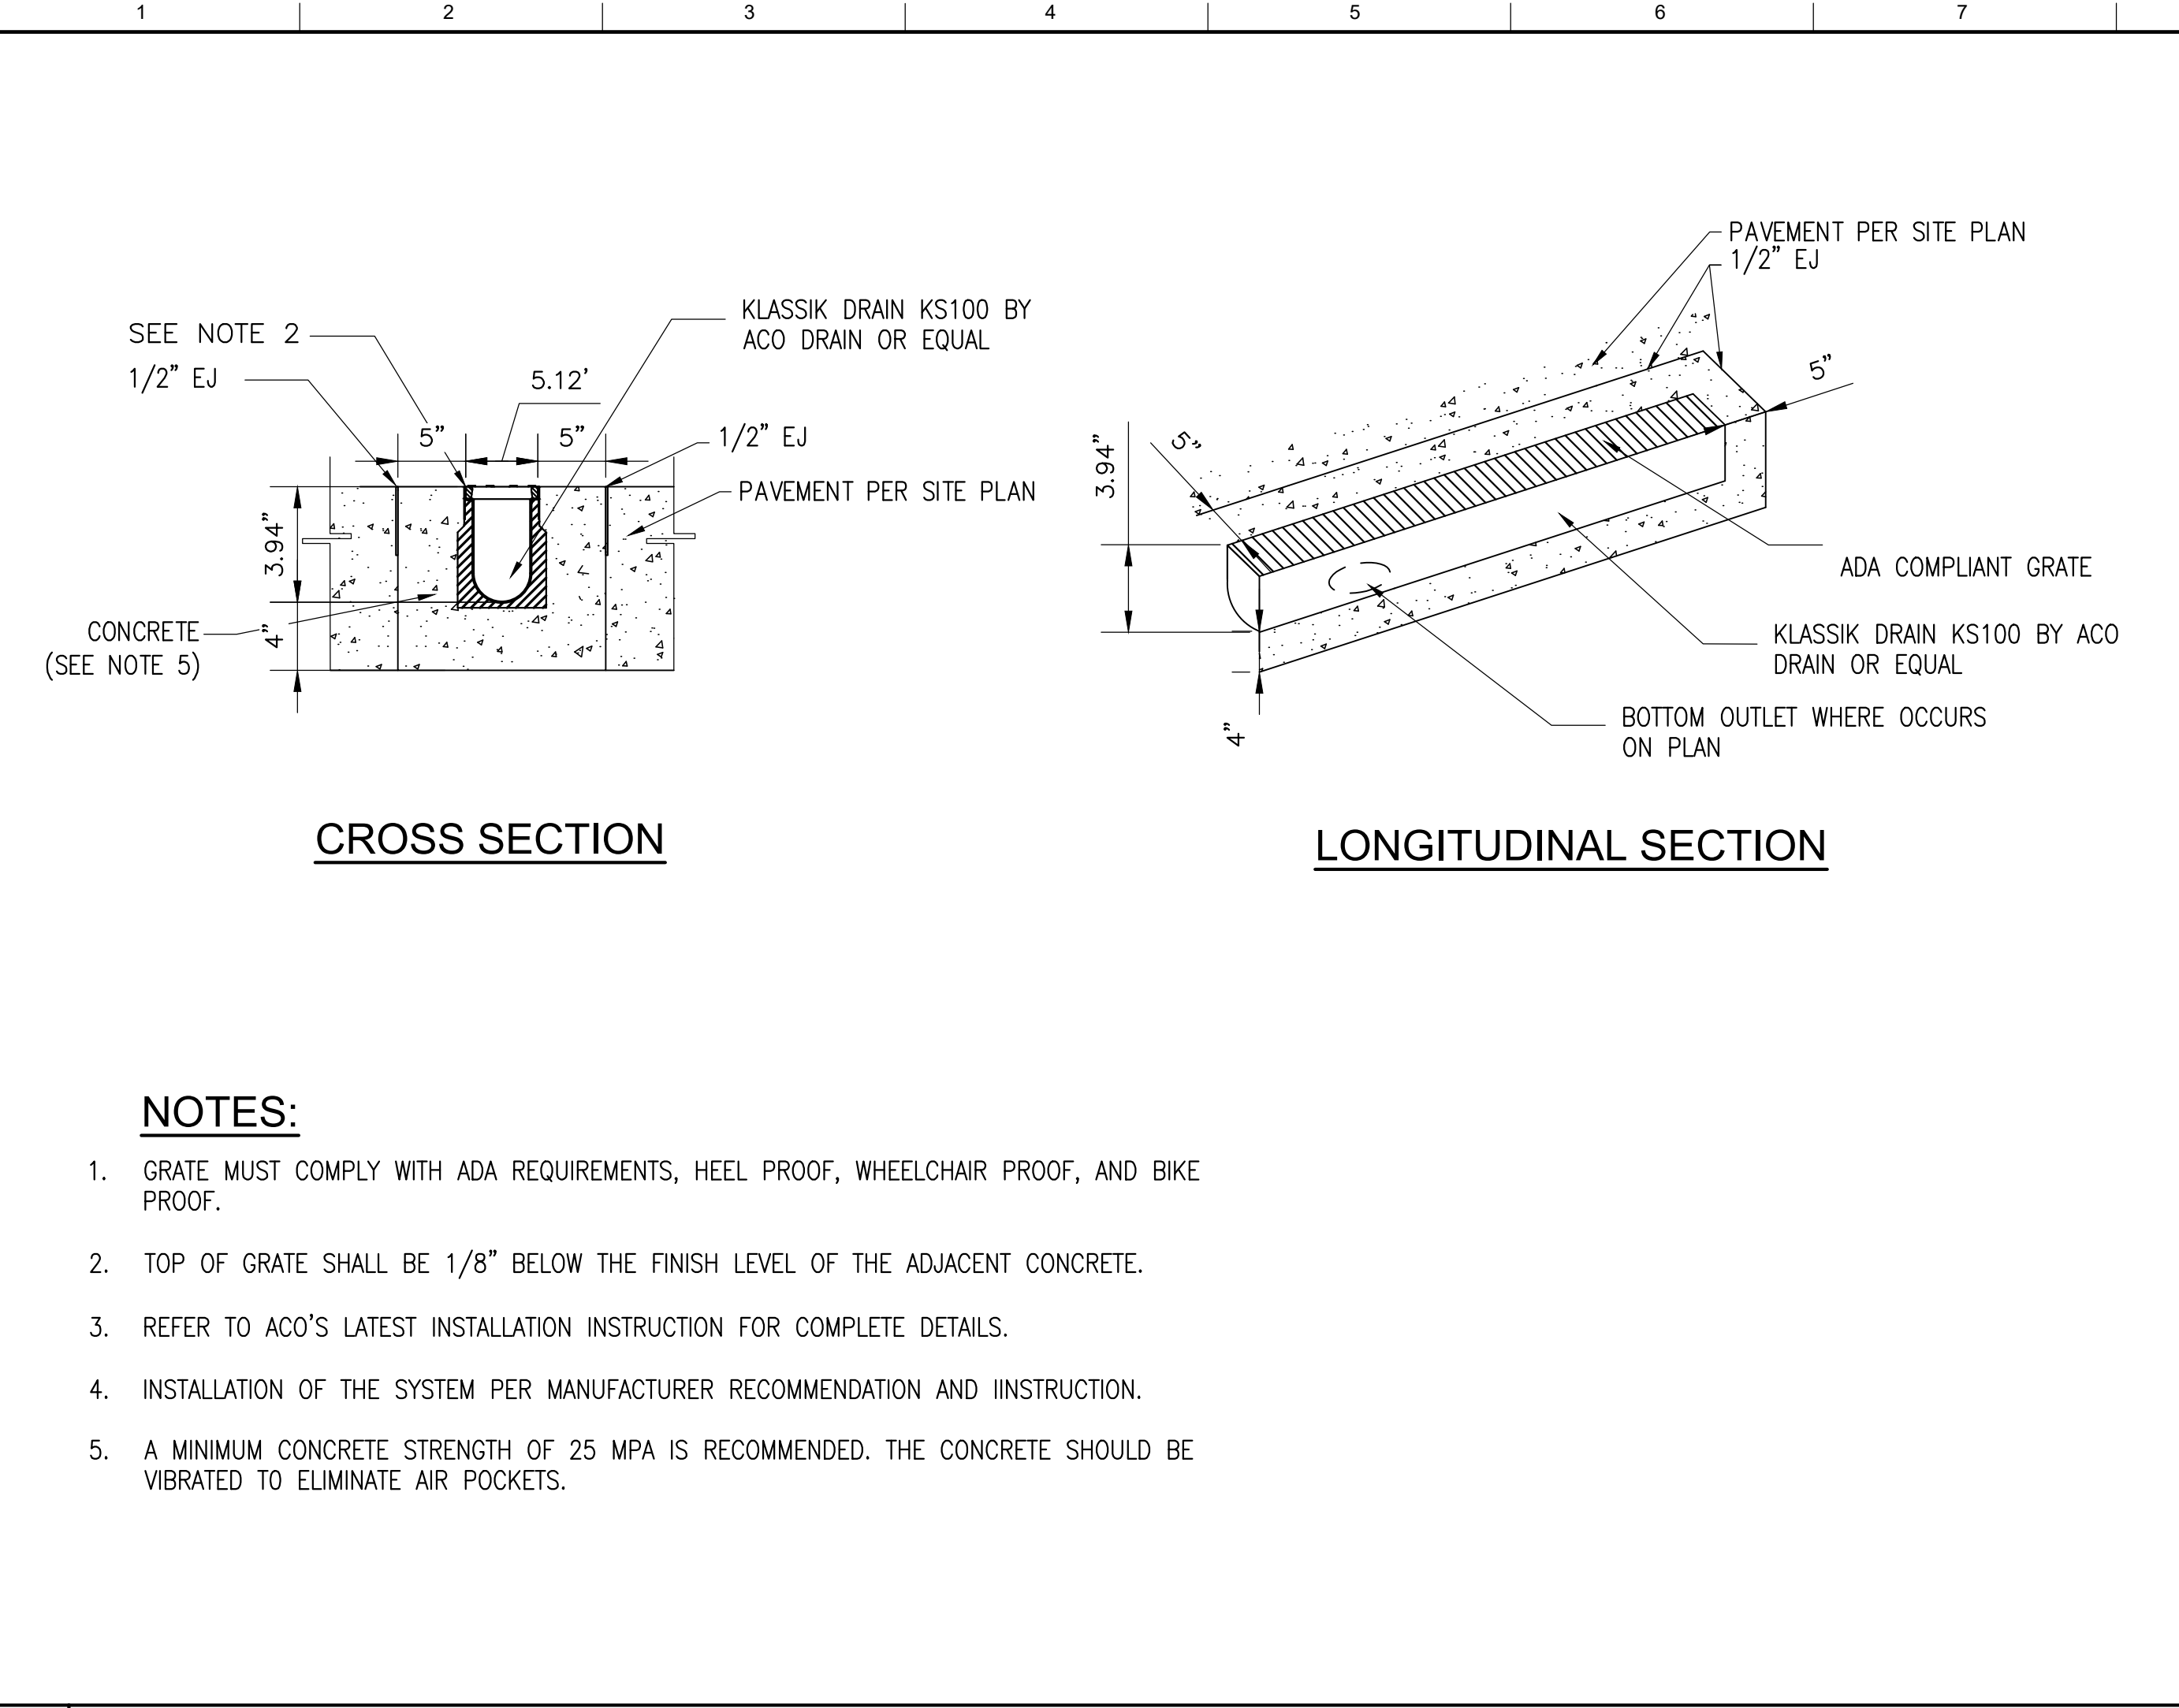 1 2 3 4 5 6 7
SEE NOTE 2
1/2" EJ
KLASSIK DRAIN KS100 BY
ACO DRAIN OR EQUAL
5.12'
5" 5"
1/2" EJ
PAVEMENT PER SITE PLAN
3.94"
4"
CONCRETE
(SEE NOTE 5)
CROSS SECTION
PAVEMENT PER SITE PLAN
1/2" EJ
5"
5"
3.94"
ADA COMPLIANT GRATE
KLASSIK DRAIN KS100 BY ACO
DRAIN OR EQUAL
BOTTOM OUTLET WHERE OCCURS
ON PLAN
4"
LONGITUDINAL SECTION
NOTES:
1. GRATE MUST COMPLY WITH ADA REQUIREMENTS, HEEL PROOF, WHEELCHAIR PROOF, AND BIKE
PROOF.
2. TOP OF GRATE SHALL BE 1/8" BELOW THE FINISH LEVEL OF THE ADJACENT CONCRETE.
3. REFER TO ACO'S LATEST INSTALLATION INSTRUCTION FOR COMPLETE DETAILS.
4. INSTALLATION OF THE SYSTEM PER MANUFACTURER RECOMMENDATION AND IINSTRUCTION.
5. A MINIMUM CONCRETE STRENGTH OF 25 MPA IS RECOMMENDED. THE CONCRETE SHOULD BE
VIBRATED TO ELIMINATE AIR POCKETS.